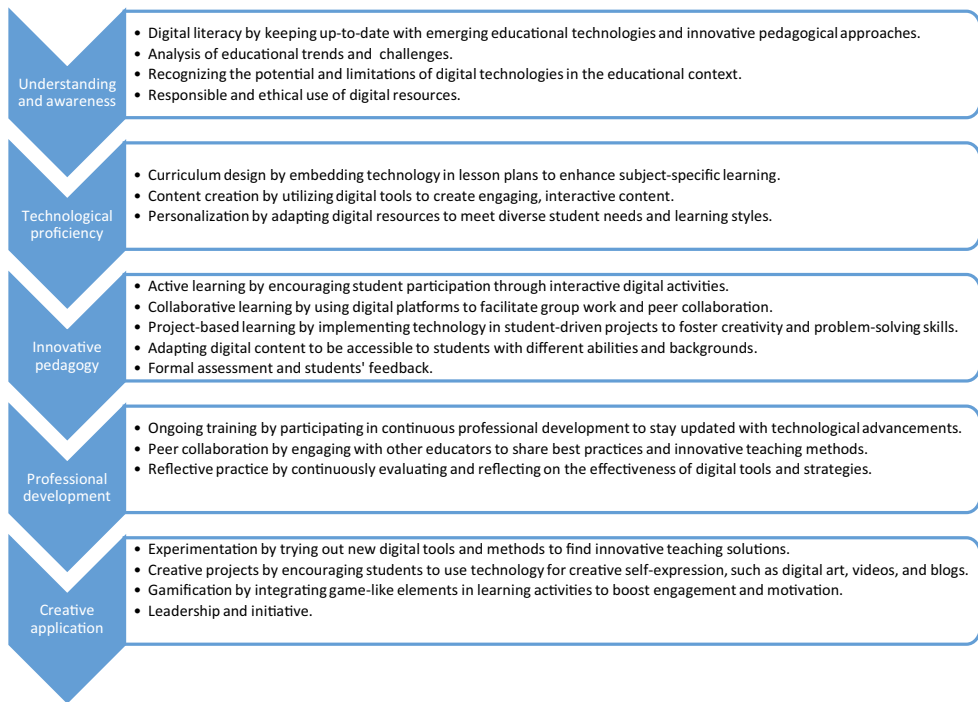 Understanding
and awareness
• Digital literacy by keeping up-to-date with emerging educational technologies and innovative pedagogical approaches.
• Analysis of educational trends and challenges.
• Recognizing the potential and limitations of digital technologies in the educational context.
• Responsible and ethical use of digital resources.
Technological
proficiency
• Curriculum design by embedding technology in lesson plans to enhance subject-specific learning.
• Content creation by utilizing digital tools to create engaging, interactive content.
• Personalization by adapting digital resources to meet diverse student needs and learning styles.
Innovative
pedagogy
• Active learning by encouraging student participation through interactive digital activities.
• Collaborative learning by using digital platforms to facilitate group work and peer collaboration.
• Project-based learning by implementing technology in student-driven projects to foster creativity and problem-solving skills.
• Adapting digital content to be accessible to students with different abilities and backgrounds.
• Formal assessment and students' feedback.
Professional
development
• Ongoing training by participating in continuous professional development to stay updated with technological advancements.
• Peer collaboration by engaging with other educators to share best practices and innovative teaching methods.
• Reflective practice by continuously evaluating and reflecting on the effectiveness of digital tools and strategies.
Creative
application
• Experimentation by trying out new digital tools and methods to find innovative teaching solutions.
• Creative projects by encouraging students to use technology for creative self-expression, such as digital art, videos, and blogs.
• Gamification by integrating game-like elements in learning activities to boost engagement and motivation.
• Leadership and initiative.